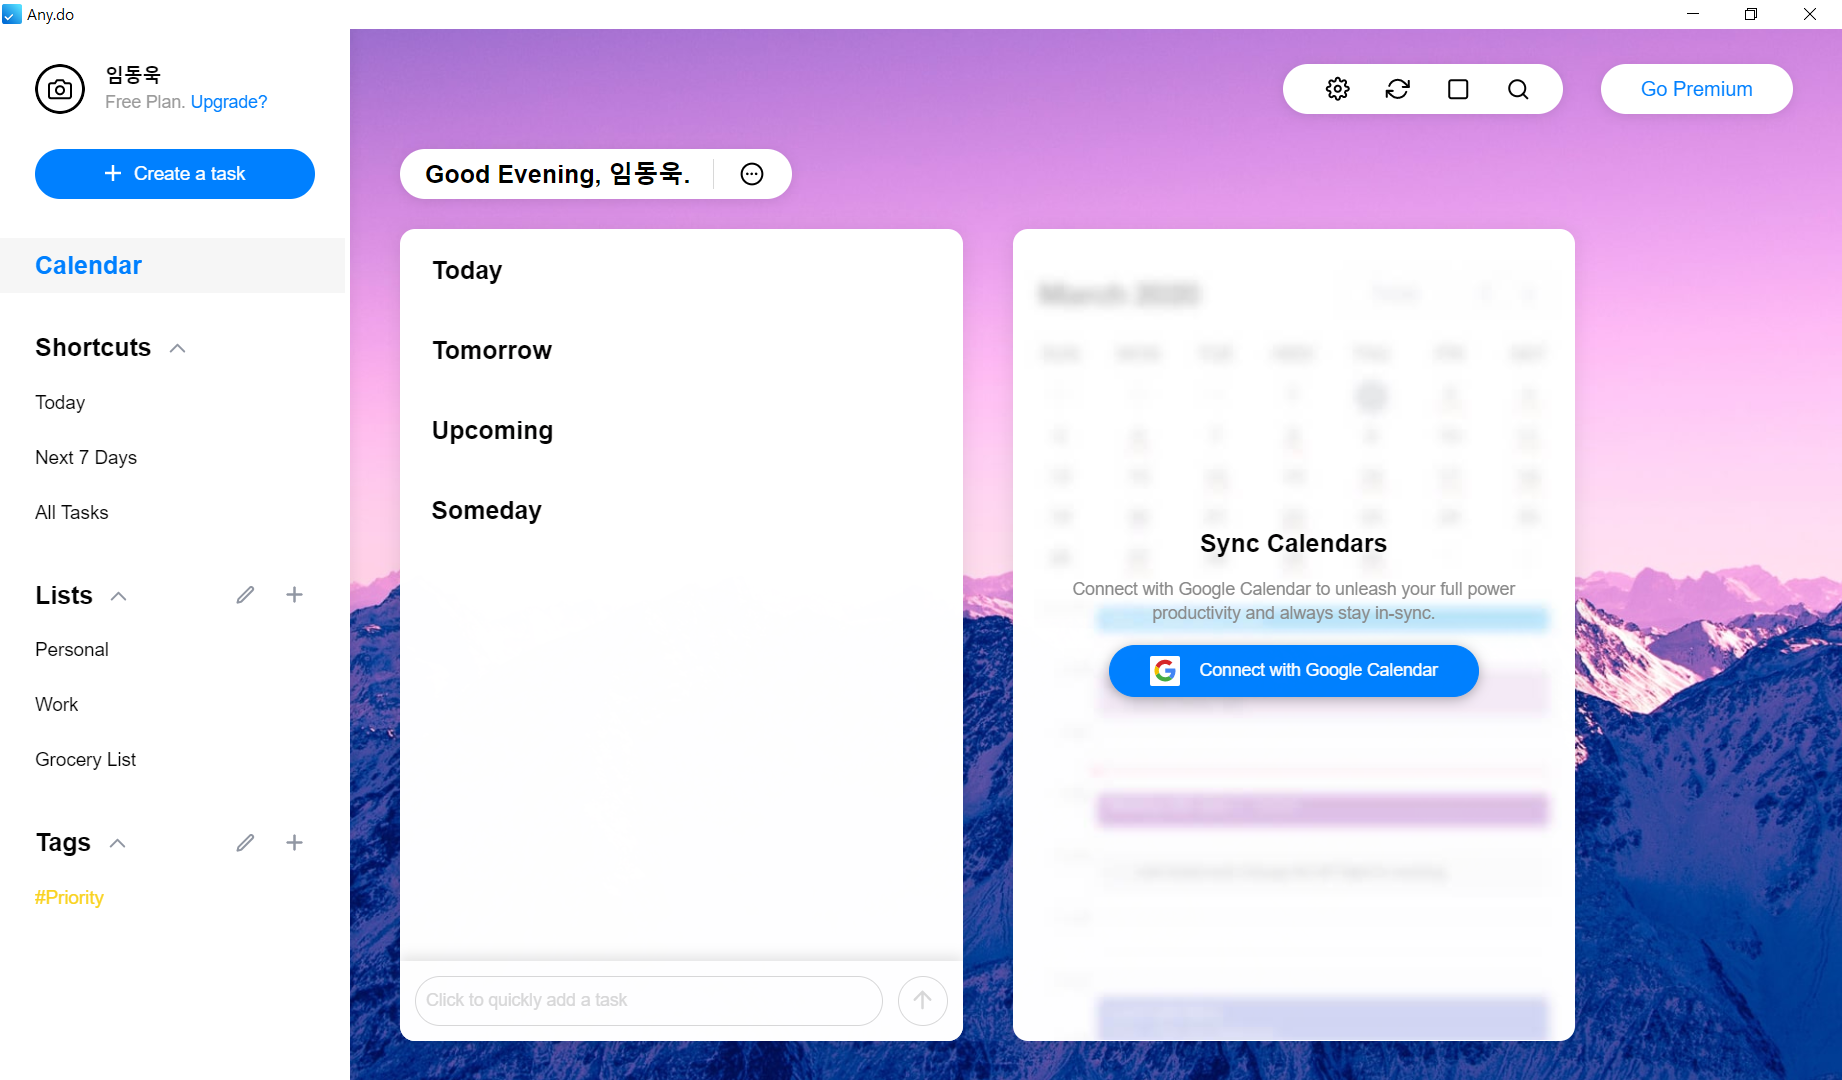 Any.do
임동욱
Free Plan. Upgrade?
Create a task
Calendar
Shortcuts
Today
Next 7 Days
All Tasks
Lists
Personal
Work
Grocery List
Tags
#Priority
Go Premium
Good Evening, 임동욱.
Today
Tomorrow
Upcoming
Someday
Click to quickly add a task
March 2020
Sync Calendars
Connect with Google Calendar to unleash your full power
productivity and always stay in-sync.
Connect with Google Calendar